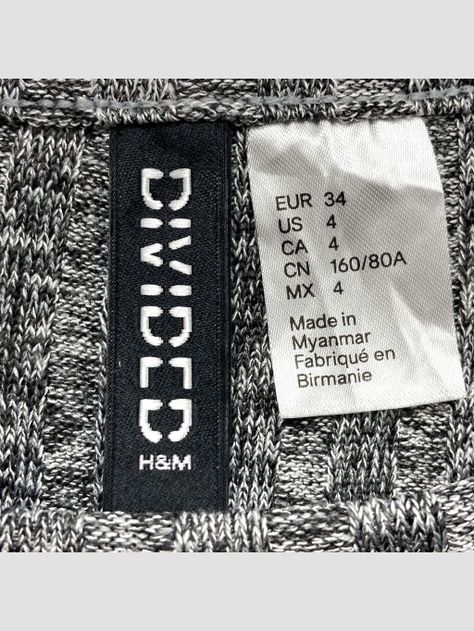 DIVIDED
H&M
EUR 34
US 4
CA 4
CN 160/80A
MX 4
Made in
Myanmar
Fabriqué en
Birmanie